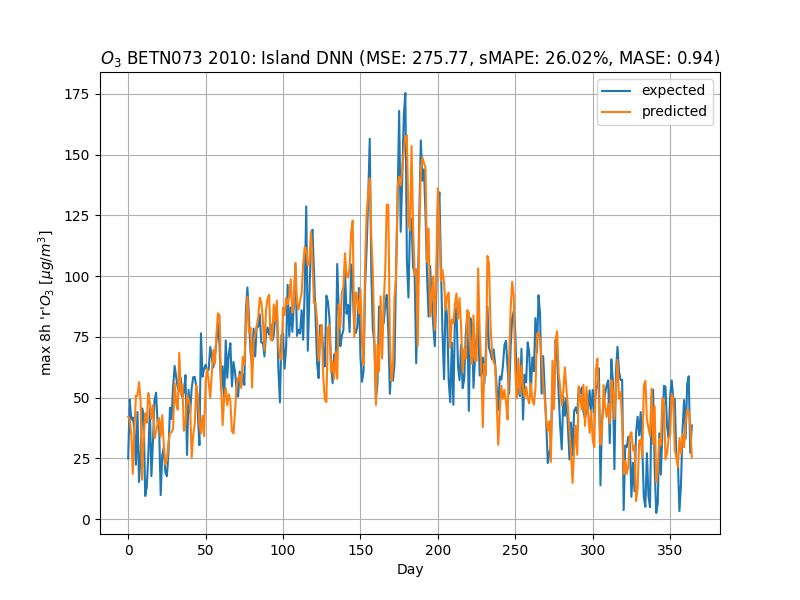 O3 BETN073 2010: Island DNN (MSE: 275.77, sMAPE: 26.02%, MASE: 0.94)
expected
predicted
175
150
125
100
75
50
25
0
max 8h 'r'O3 [μg/m³]
0 50 100 150 200 250 300 350
Day